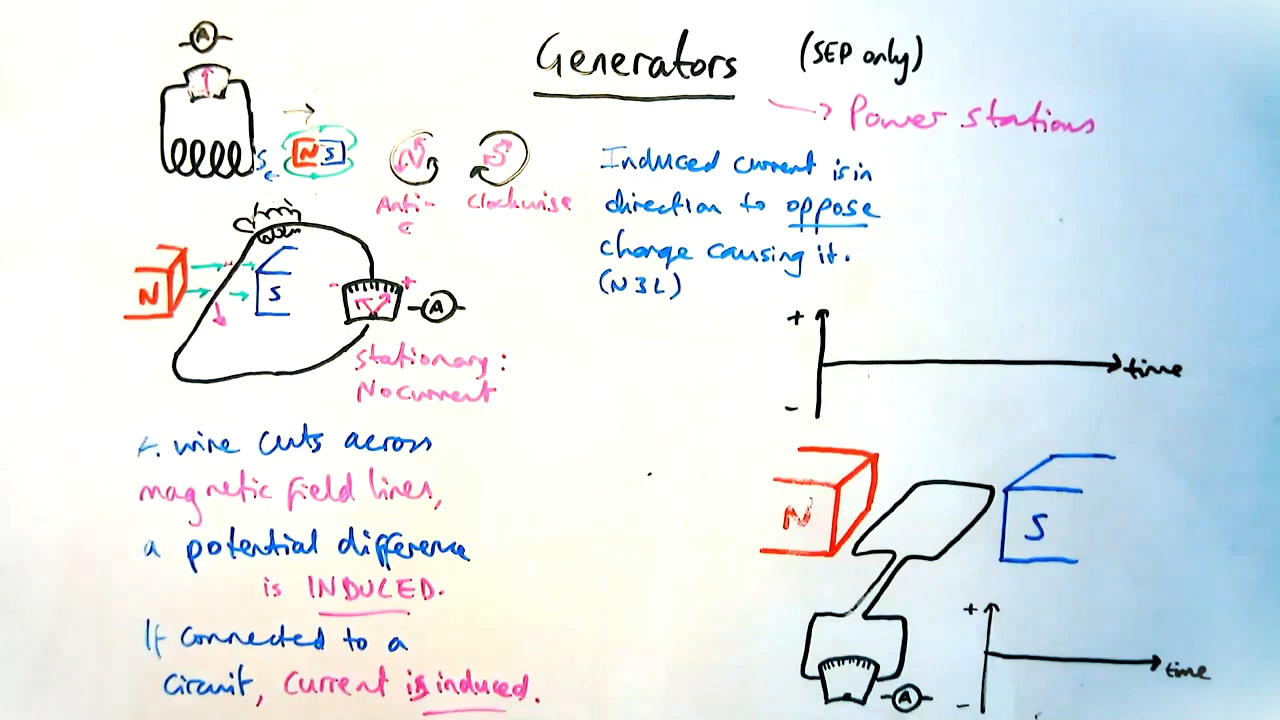 Generators (SEP only)
→ Power stations
A
N S
S
c
N S
Anti- Clockwise
c
Induced current is in
direction to oppose
change causing it.
(N3L)
N S
- +
A
Stationary:
No current
wire cuts across
magnetic field lines,
a potential difference
is INDUCED.
If connected to a
circuit, current is induced.
+
time
-
N S
A
+
time
-